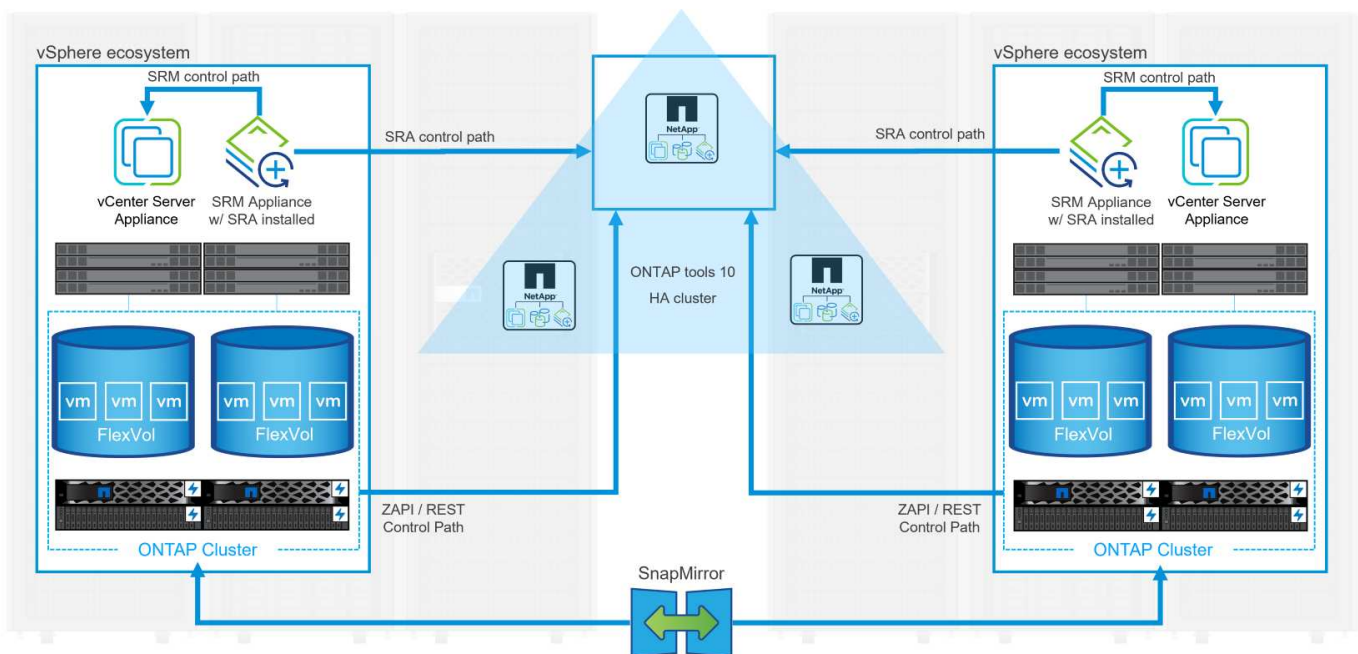 vSphere ecosystem
SRM control path
vCenter Server
Appliance
SRM Appliance
w/ SRA installed
SRA control path
vm vm vm
FlexVol
vm vm vm
FlexVol
ONTAP Cluster
ZAPI / REST
Control Path
NetApp
NetApp
ONTAP tools 10
HA cluster
NetApp
SnapMirror
vSphere ecosystem
SRM control path
SRA control path
SRM Appliance
w/ SRA installed
vCenter Server
Appliance
vm vm vm
FlexVol
vm vm vm
FlexVol
ZAPI / REST
Control Path
ONTAP Cluster